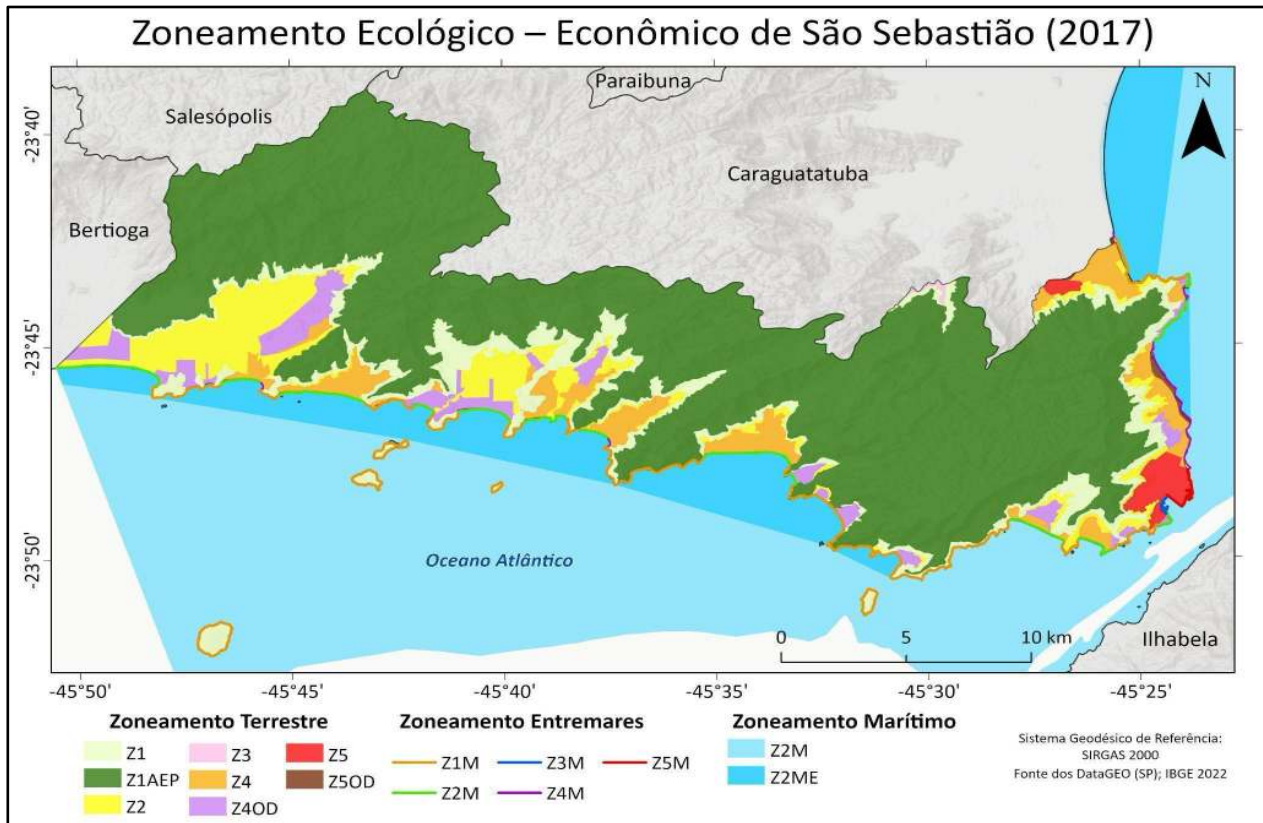 Zoneamento Ecológico – Econômico de São Sebastião (2017)
Paraibuna
N
Salesópolis
-23°40'
Caraguatatuba
Bertioga
-23°45'
-23°50'
Oceano Atlântico
0 5 10 km
Ilhabela
-45°50' -45°45' -45°40' -45°35' -45°30' -45°25'
Zoneamento Terrestre
Z1 Z3 Z5
Z1AEP Z4 Z5OD
Z2 Z4OD
Zoneamento Entremares
Z1M Z3M Z5M
Z2M Z4M
Zoneamento Marítimo
Z2M
Z2ME
Sistema Geodésico de Referência:
SIRGAS 2000
Fonte dos DataGEO (SP); IBGE 2022